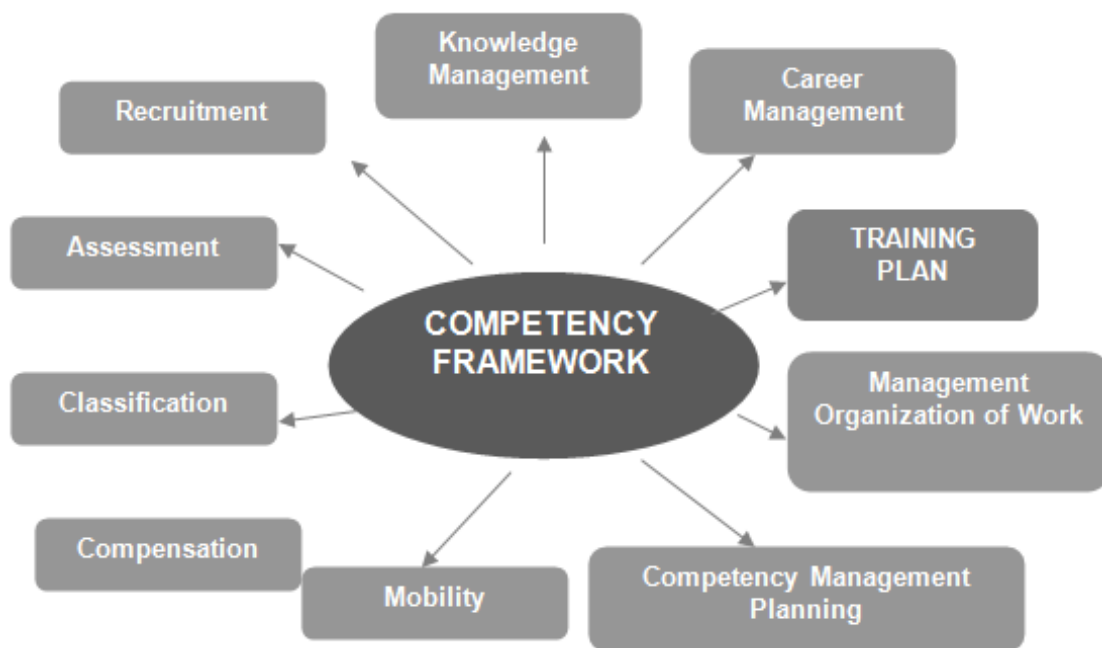 Knowledge
Management
Career
Management
Recruitment
Assessment
TRAINING
PLAN
COMPETENCY
FRAMEWORK
Classification
Management
Organization of Work
Compensation
Mobility
Competency Management
Planning